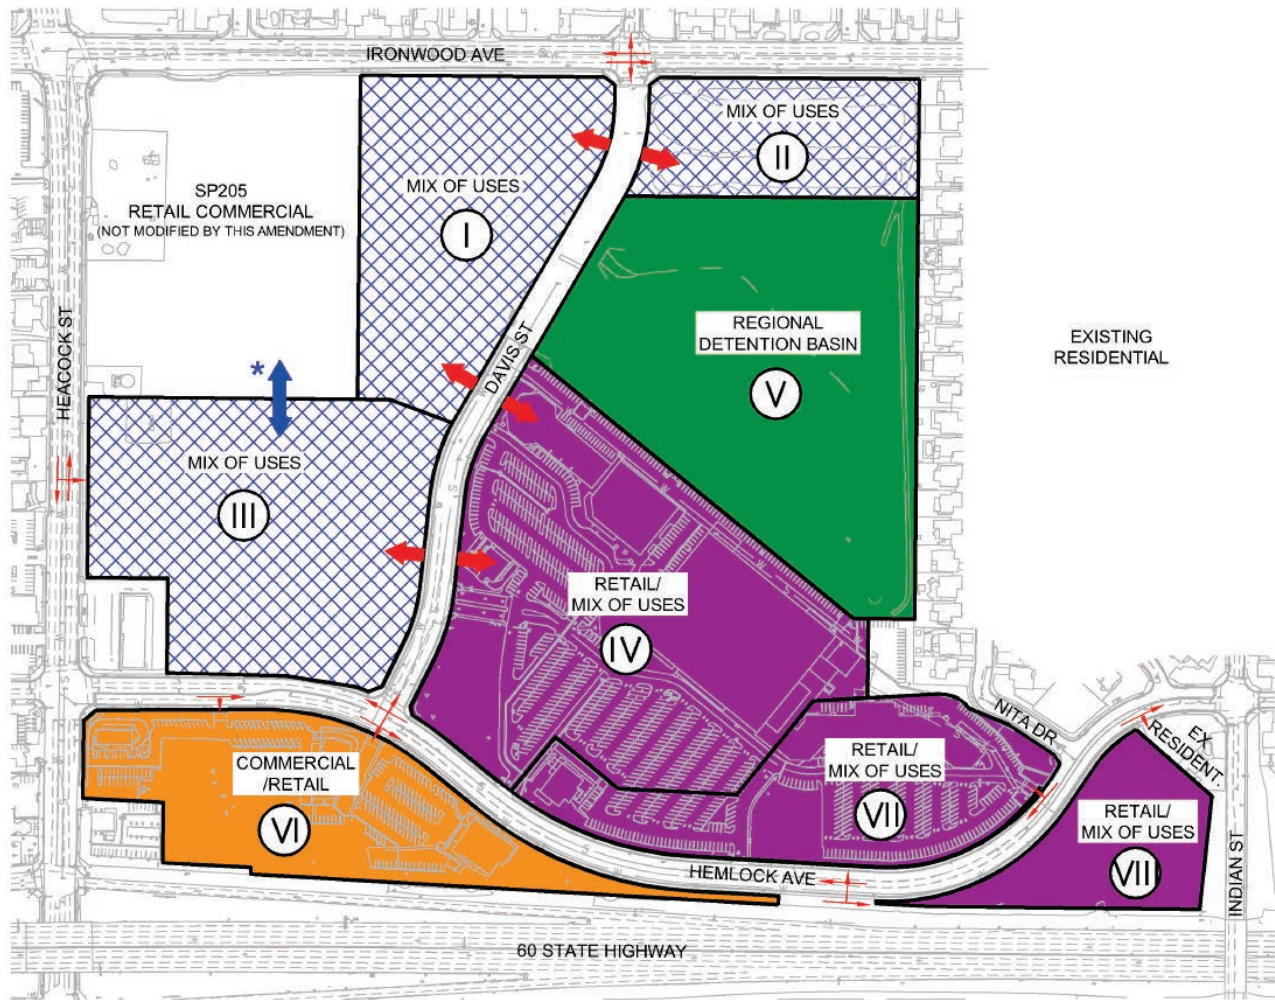 IRONWOOD AVE
MIX OF USES
II
SP205
RETAIL COMMERCIAL
(NOT MODIFIED BY THIS AMENDMENT)
MIX OF USES
I
REGIONAL
DETENTION BASIN
V
EXISTING
RESIDENTIAL
HEACOCK ST
DAVIS ST
*
MIX OF USES
III
RETAIL/
MIX OF USES
IV
NITA DR
EX
RESIDENT.
COMMERCIAL
/RETAIL
VI
RETAIL/
MIX OF USES
VII
RETAIL/
MIX OF USES
VII
HEMLOCK AVE
INDIAN ST
60 STATE HIGHWAY